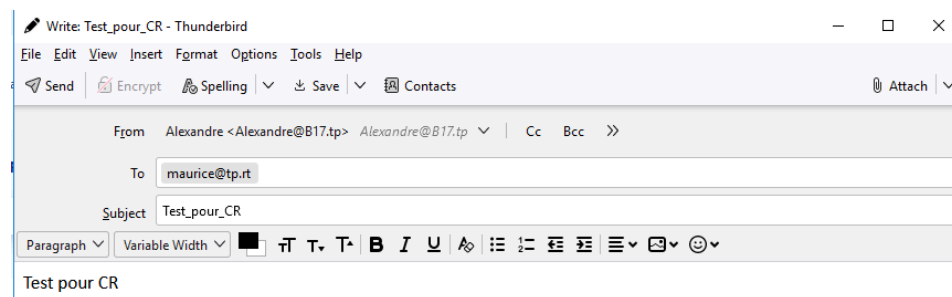 Write: Test_pour_CR - Thunderbird
File Edit View Insert Format Options Tools Help
Send Encrypt Spelling Save Contacts Attach
From Alexandre <Alexandre@B17.tp> Alexandre@B17.tp Cc Bcc
To maurice@tp.rt
Subject Test_pour_CR
Paragraph Variable Width
Test pour CR